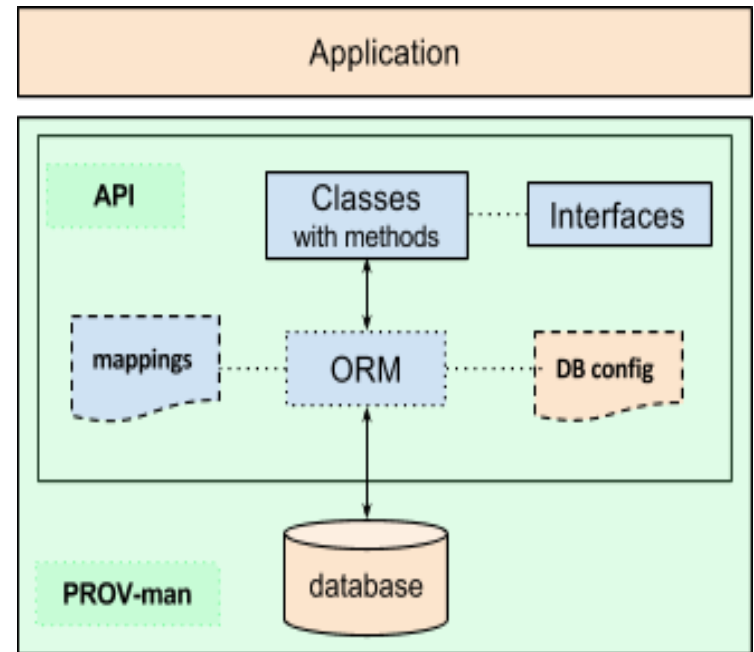 Application
API
Classes
with methods
Interfaces
mappings
ORM
DB config
database
PROV-man